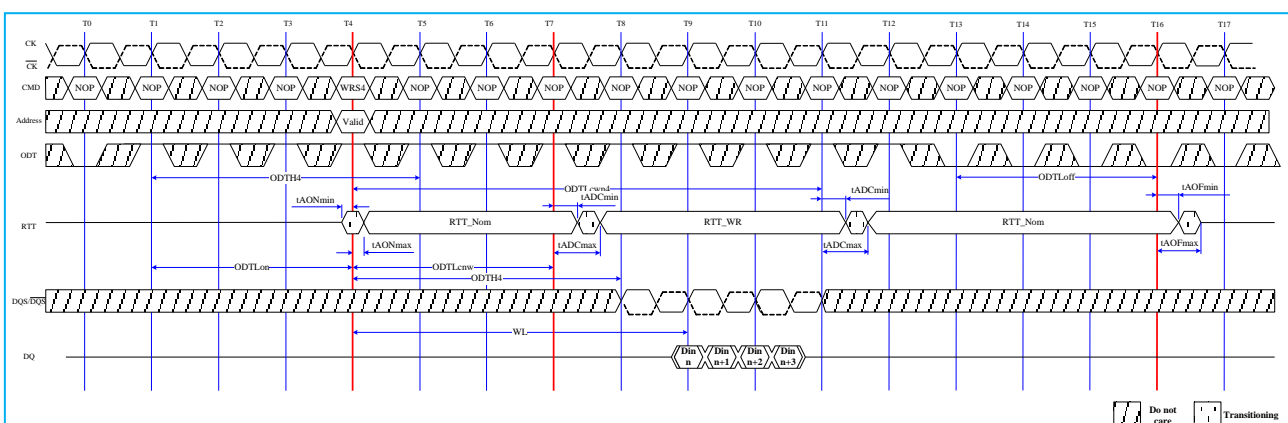 T0 T1 T2 T3 T4 T5 T6 T7 T8 T9 T10 T11 T12 T13 T14 T15 T16 T17
CK
CK
CMD NOP NOP NOP NOP WRS4 NOP NOP NOP NOP NOP NOP NOP NOP NOP NOP NOP NOP NOP
Address Valid
ODT
ODTH4 ODTLcwn4 ODTLoff
tAONmin tADCmin tADCmin tAOFmin
RTT RTT_Nom RTT_WR RTT_Nom
tAONmax tADCmax tADCmax tAOFmax
ODTLon ODTLcnw
ODTH4
DQS/DQS
WL
DQ Din n Din n+1 Din n+2 Din n+3
Do not care Transitioning